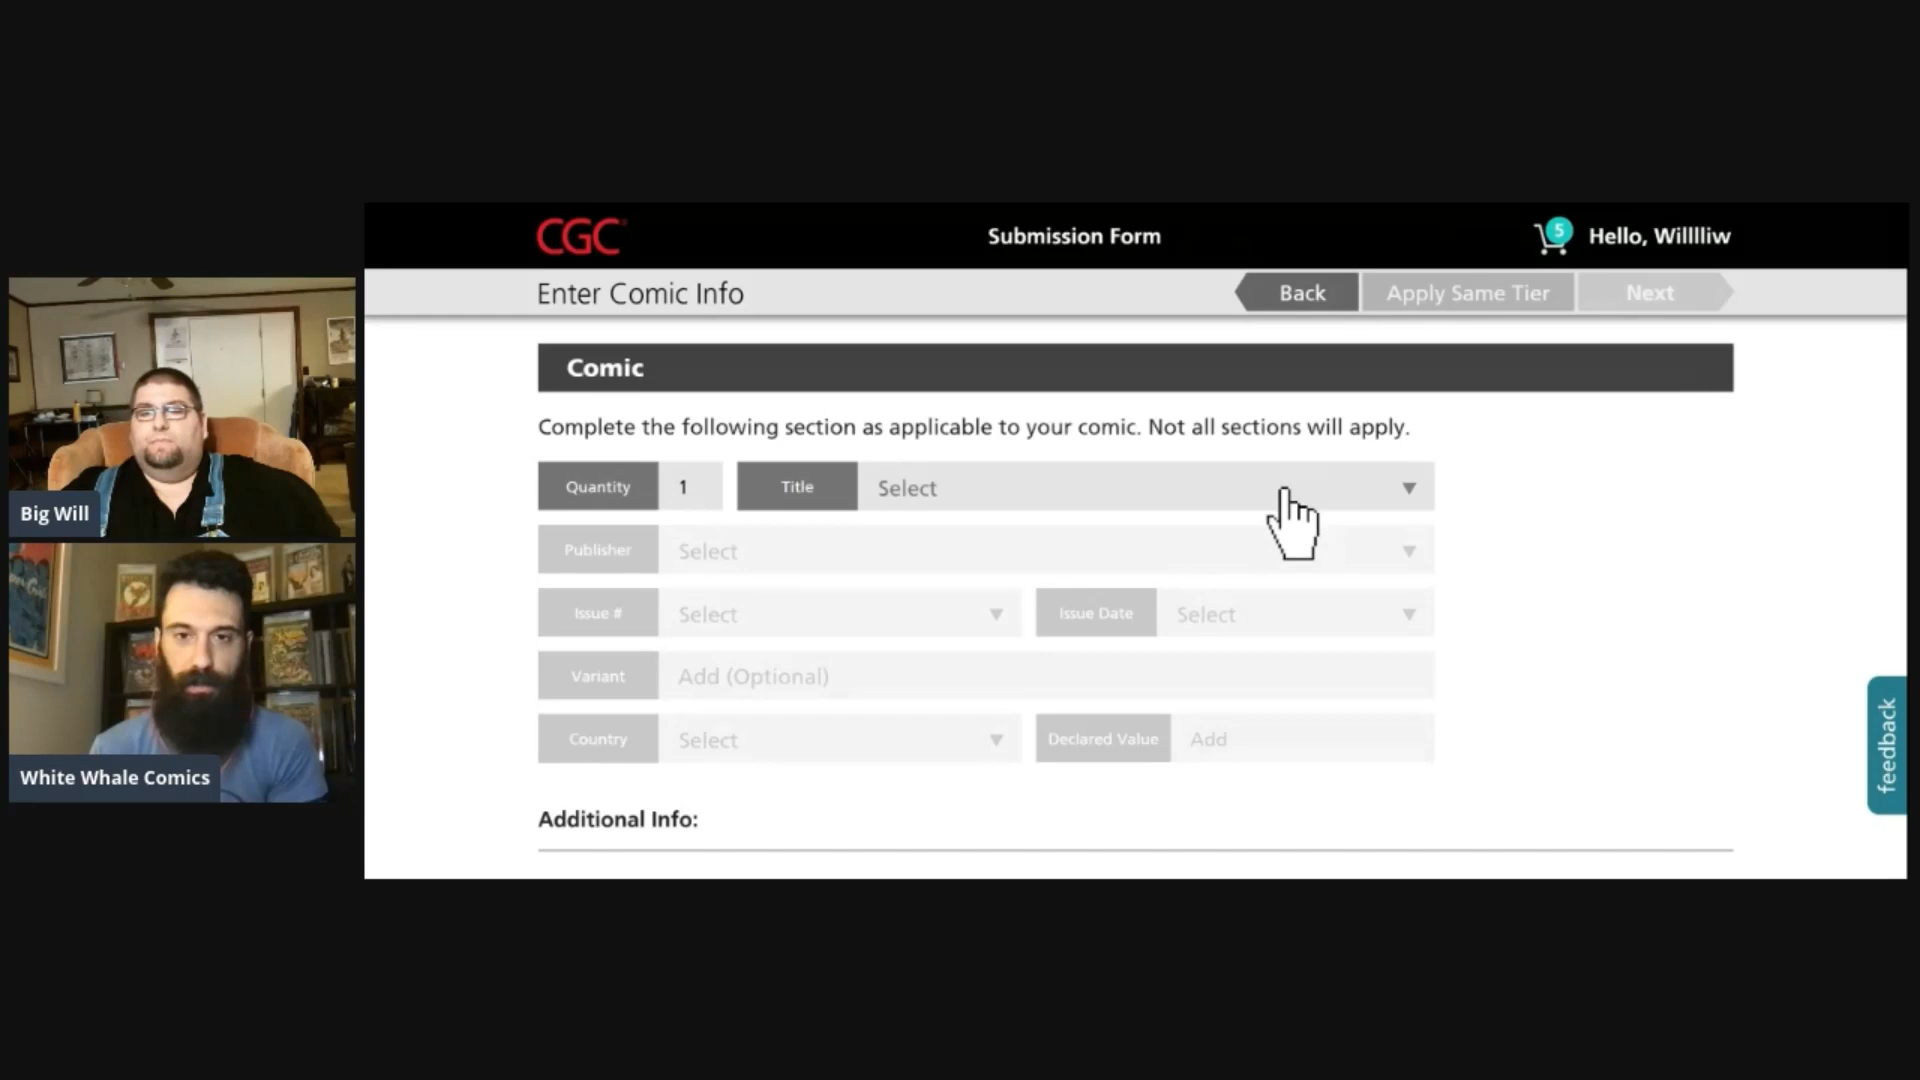 CGC
Submission Form
5
Hello, Willlliw
Enter Comic Info
Back
Apply Same Tier
Next
Comic
Complete the following section as applicable to your comic. Not all sections will apply.
Quantity 1 Title Select
Publisher Select
Issue # Select Issue Date Select
Variant Add (Optional)
Country Select Declared Value Add
Additional Info:
feedback
Big Will
White Whale Comics